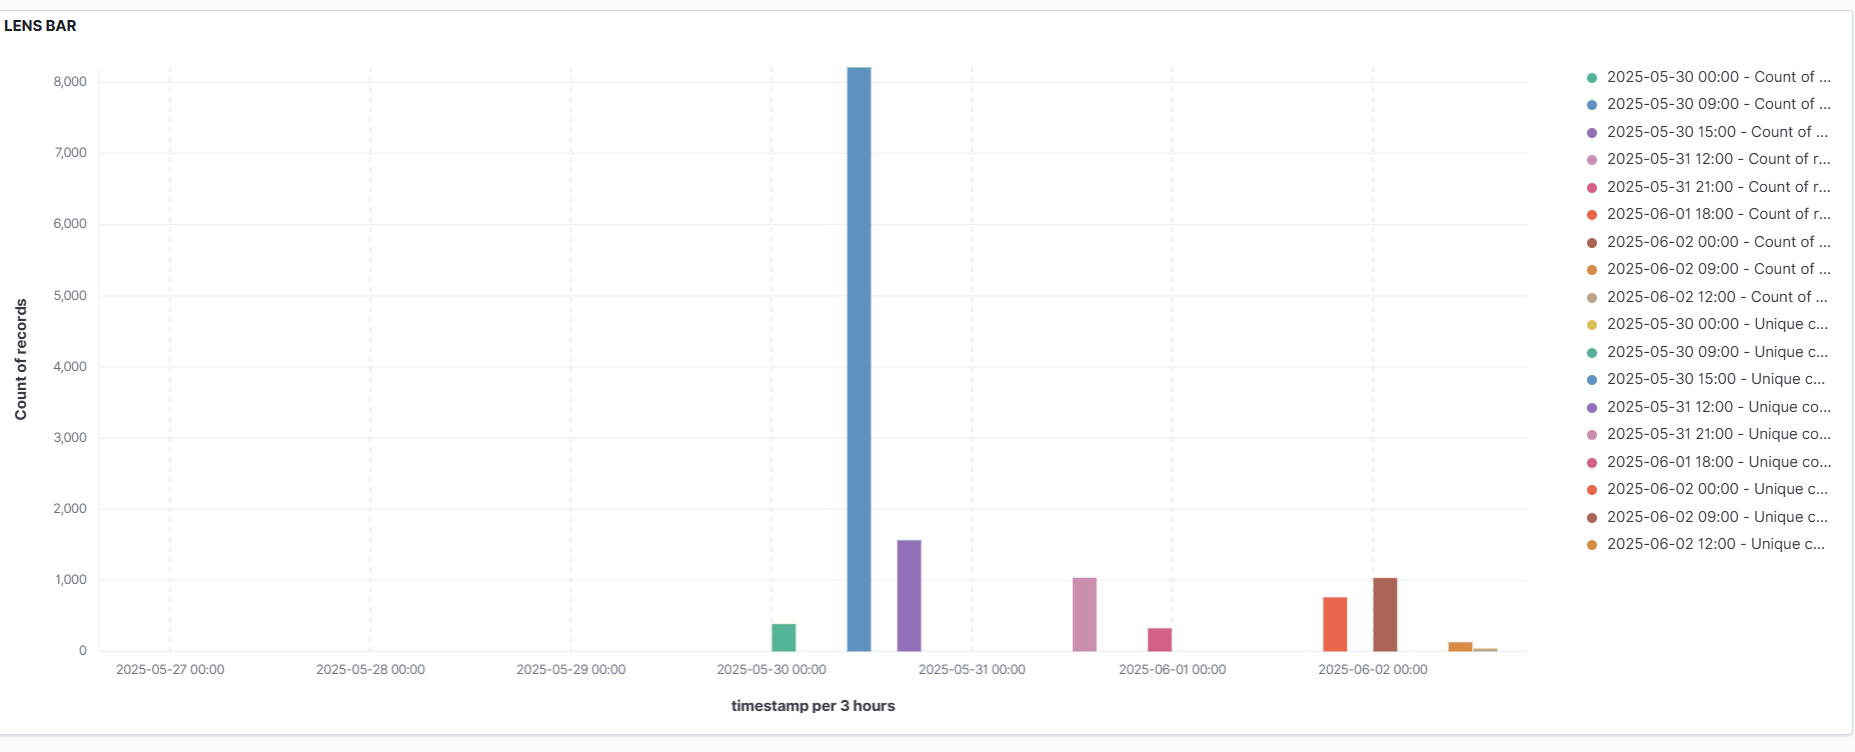 LENS BAR
8,000
7,000
6,000
5,000
4,000
3,000
2,000
1,000
0
Count of records
2025-05-27 00:00
2025-05-28 00:00
2025-05-29 00:00
2025-05-30 00:00
2025-05-31 00:00
2025-06-01 00:00
2025-06-02 00:00
timestamp per 3 hours
2025-05-30 00:00 - Count of ...
2025-05-30 09:00 - Count of ...
2025-05-30 15:00 - Count of ...
2025-05-31 12:00 - Count of r...
2025-05-31 21:00 - Count of r...
2025-06-01 18:00 - Count of r...
2025-06-02 00:00 - Count of ...
2025-06-02 09:00 - Count of ...
2025-06-02 12:00 - Count of ...
2025-05-30 00:00 - Unique c...
2025-05-30 09:00 - Unique c...
2025-05-30 15:00 - Unique c...
2025-05-31 12:00 - Unique co...
2025-05-31 21:00 - Unique co...
2025-06-01 18:00 - Unique co...
2025-06-02 00:00 - Unique c...
2025-06-02 09:00 - Unique c...
2025-06-02 12:00 - Unique c...